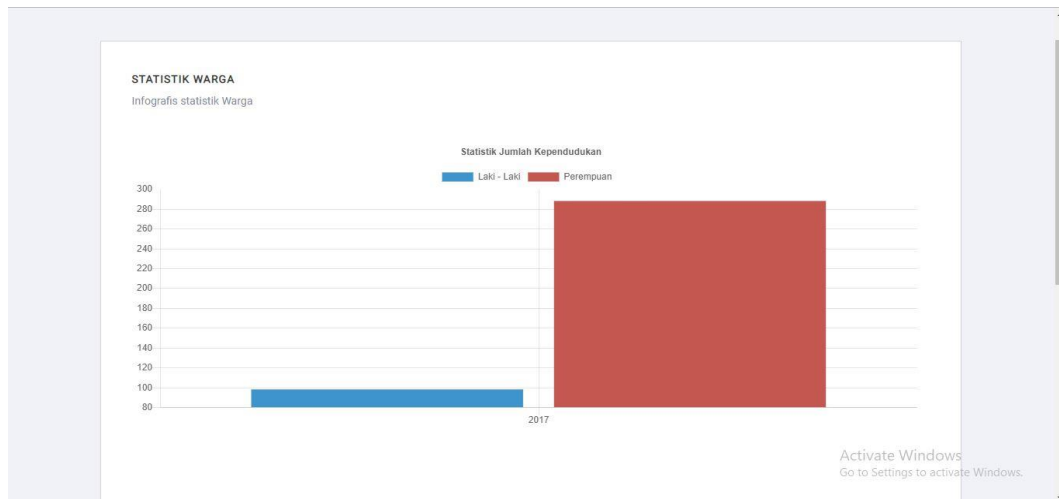 STATISTIK WARGA
Infografis statistik Warga
Statistik Jumlah Kependudukan
Laki - Laki Perempuan
300
280
260
240
220
200
180
160
140
120
100
80
2017
Activate Windows
Go to Settings to activate Windows.